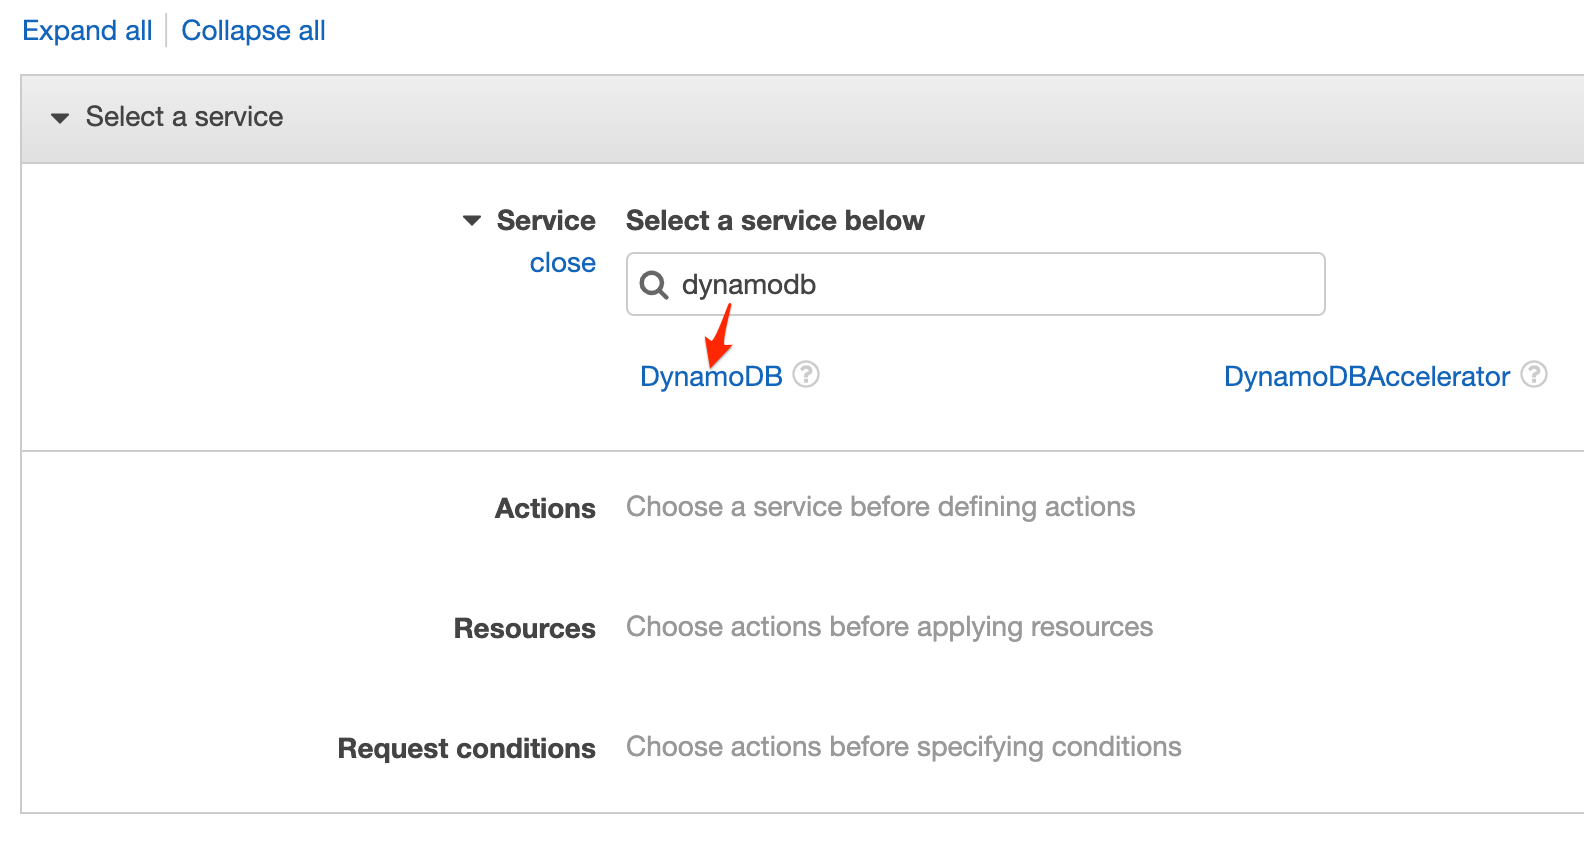 Expand all Collapse all
Select a service
Service Select a service below
close
dynamodb
DynamoDB ? DynamoDBAccelerator ?
Actions Choose a service before defining actions
Resources Choose actions before applying resources
Request conditions Choose actions before specifying conditions